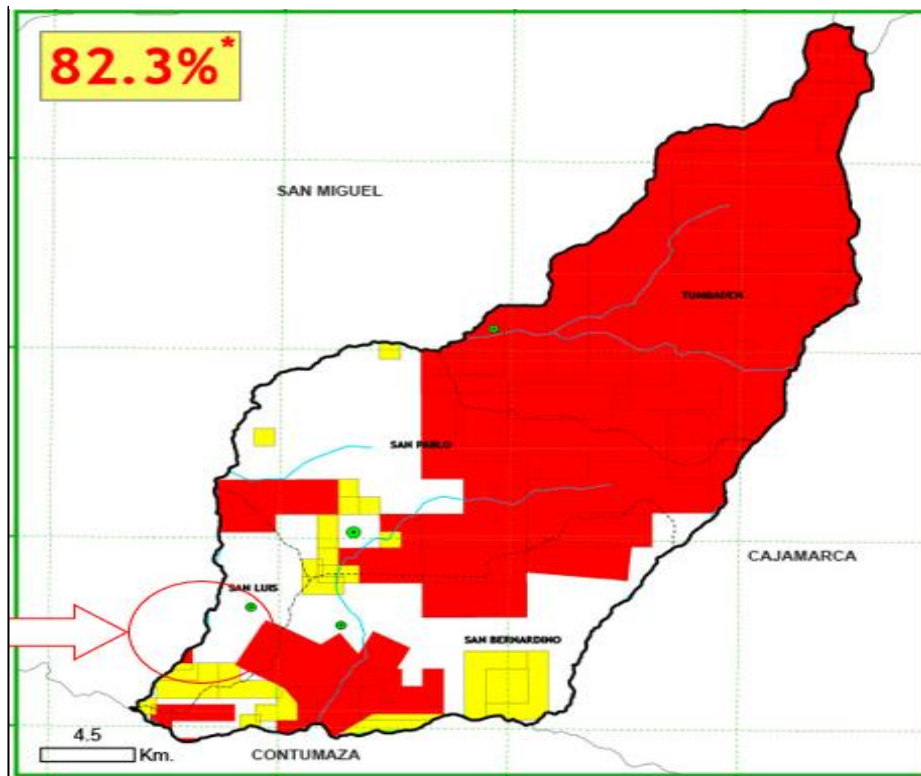 82.3%*
SAN MIGUEL
TUMBADEN
SAN PABLO
CAJAMARCA
SAN LUIS
SAN BERNARDINO
4.5
Km.
CONTUMAZA